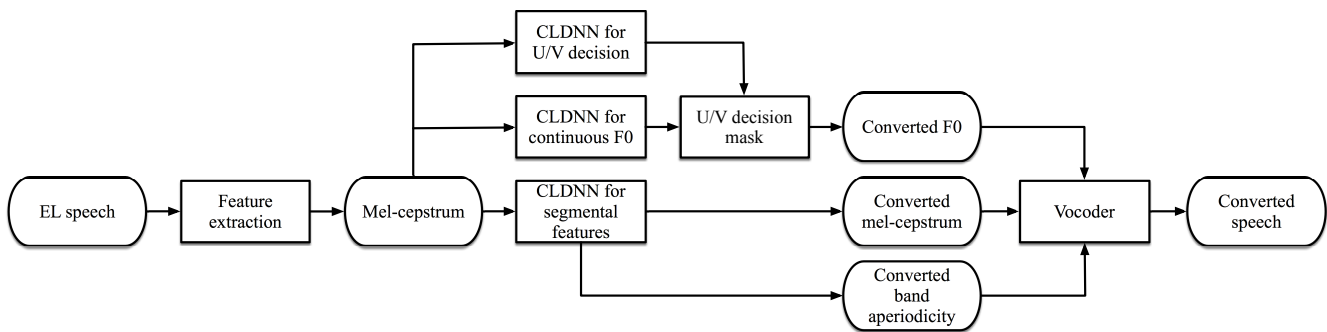 CLDNN for
U/V decision
CLDNN for
continuous F0
U/V decision
mask
Converted F0
EL speech
Feature
extraction
Mel-cepstrum
CLDNN for
segmental
features
Converted
mel-cepstrum
Vocoder
Converted
speech
Converted
band
aperiodicity